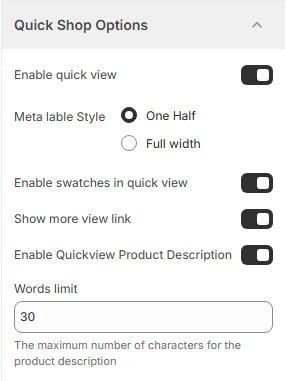 Quick Shop Options
Enable quick view
Meta lable Style
One Half
Full width
Enable swatches in quick view
Show more view link
Enable Quickview Product Description
Words limit
30
The maximum number of characters for the
product description